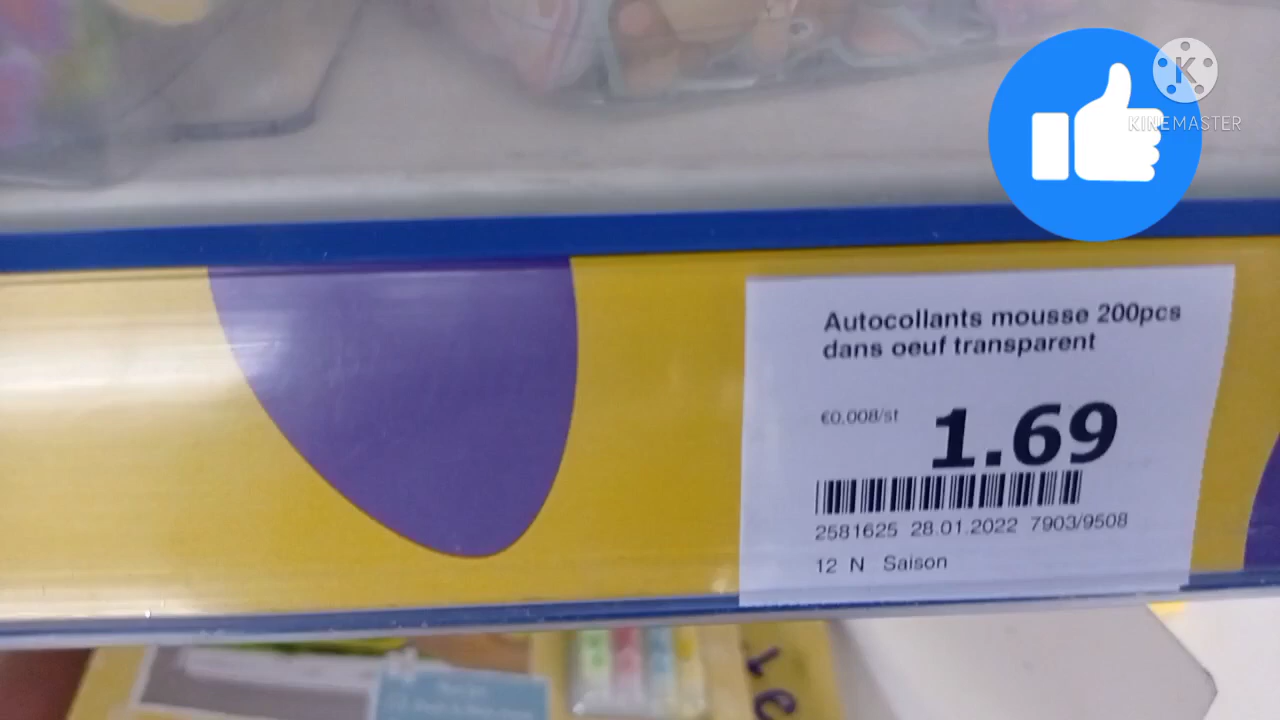 KINEMASTER
Autocollants mousse 200pcs
dans oeuf transparent
€0.008/st
1.69
2581625 28.01.2022 7903/9508
12 N Saison